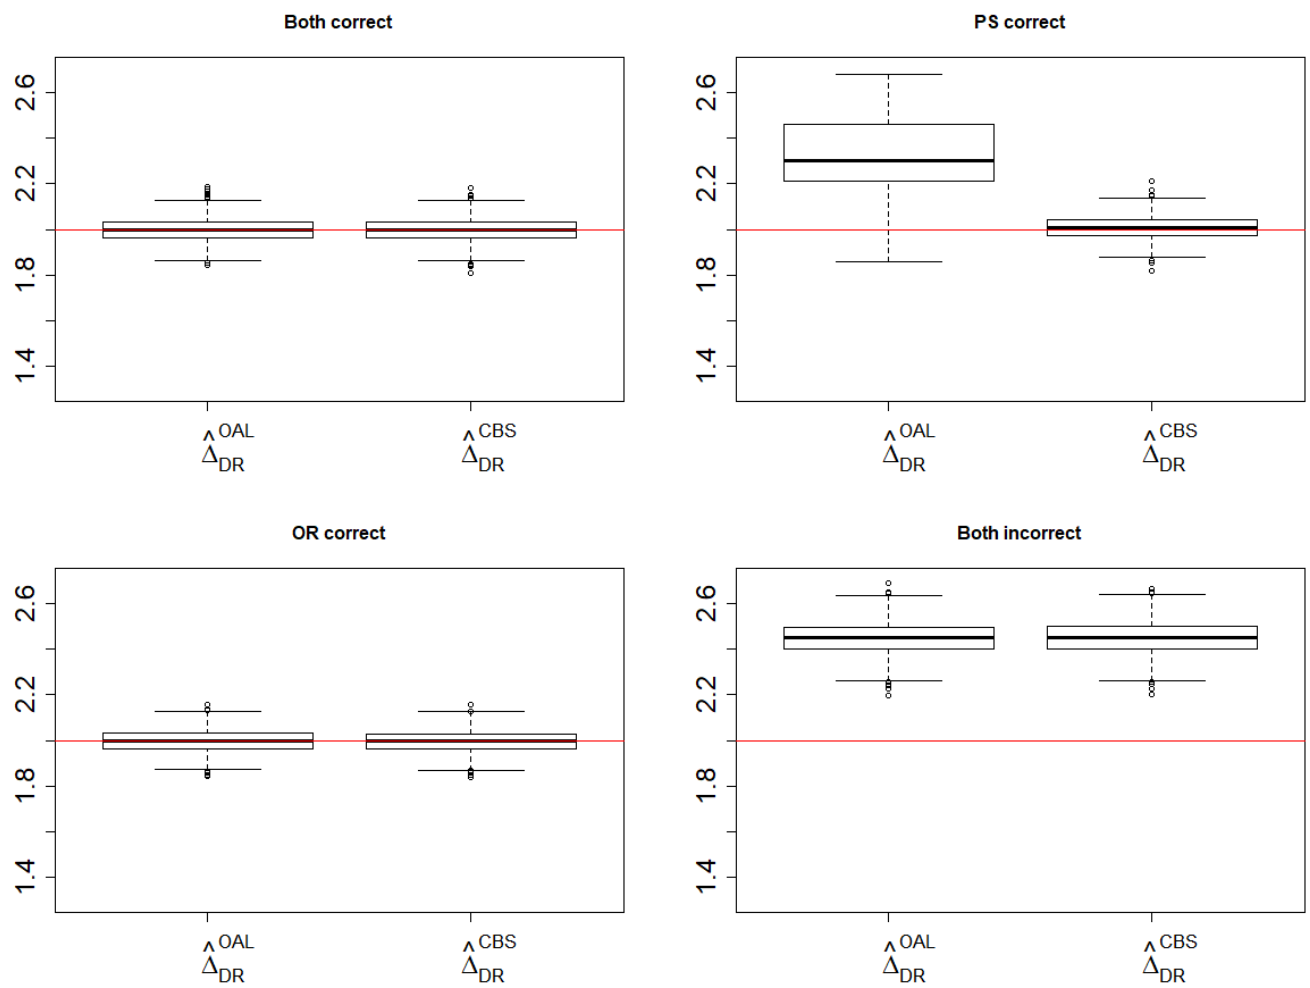 Both correct
2.6
2.2
1.8
1.4
Δ̂ OAL DR
Δ̂ CBS DR
PS correct
2.6
2.2
1.8
1.4
Δ̂ OAL DR
Δ̂ CBS DR
OR correct
2.6
2.2
1.8
1.4
Δ̂ OAL DR
Δ̂ CBS DR
Both incorrect
2.6
2.2
1.8
1.4
Δ̂ OAL DR
Δ̂ CBS DR